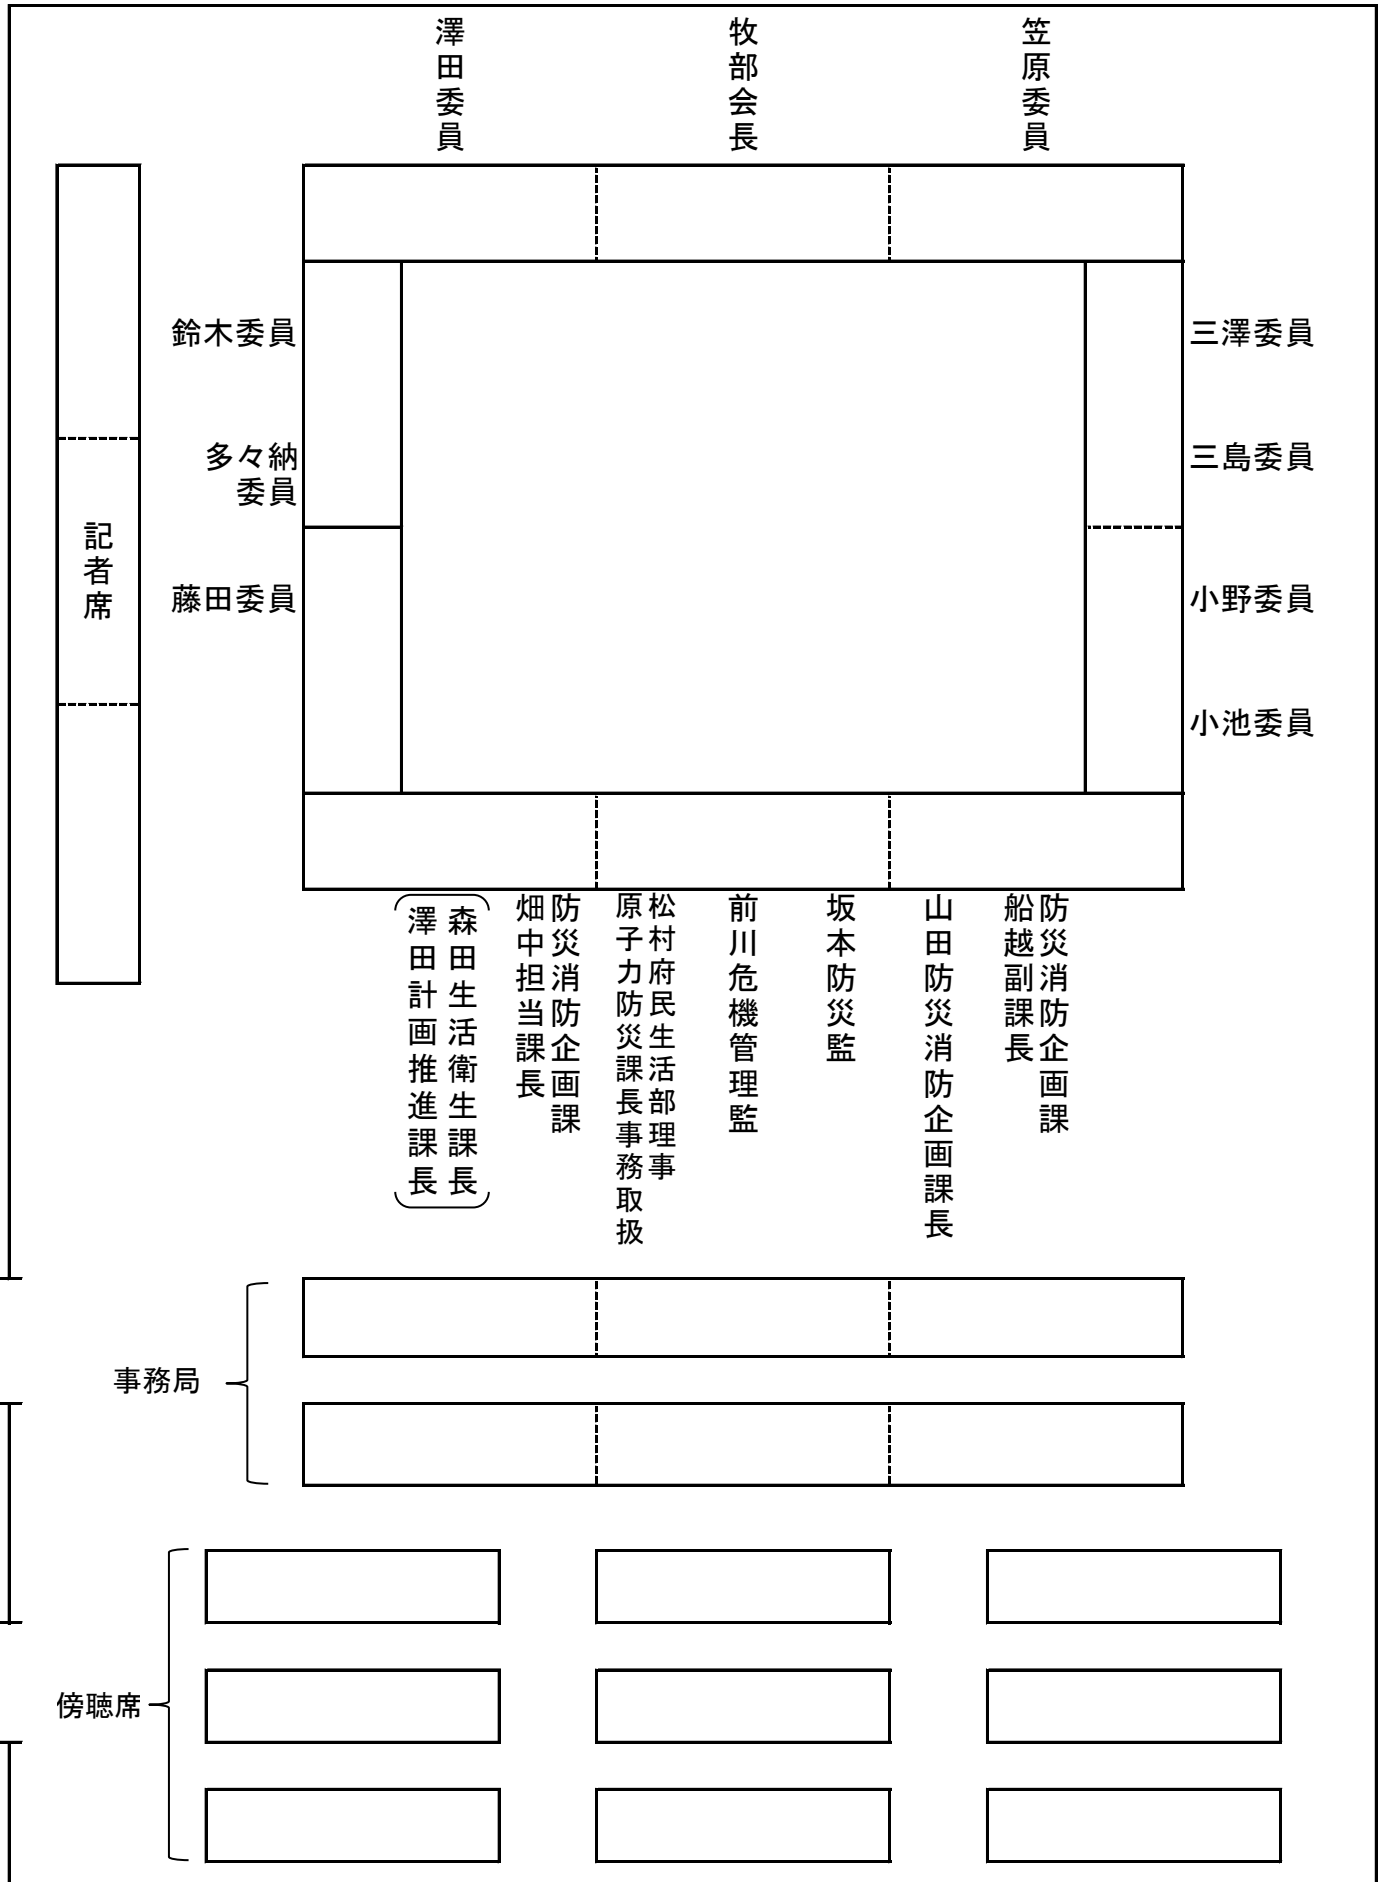 澤田委員
牧部会長
笠原委員
鈴木委員
多々納
委員
藤田委員
三澤委員
三島委員
小野委員
小池委員
記者席
防災消防企画課
船越副課長
山田防災消防企画課長
坂本防災監
前川危機管理監
松村府民生活部理事
原子力防災課長事務取扱
防災消防企画課
畑中担当課長
森田生活衛生課長
澤田計画推進課長
事務局
傍聴席